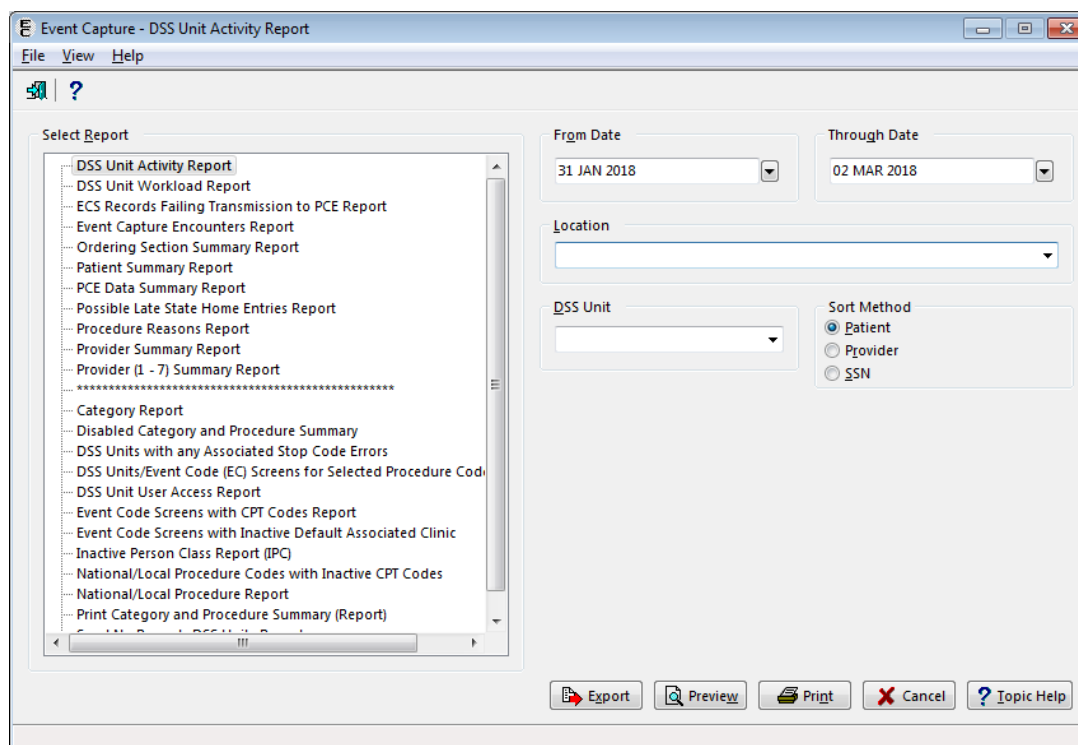 Event Capture - DSS Unit Activity Report
File View Help
Select Report
DSS Unit Activity Report
DSS Unit Workload Report
ECS Records Failing Transmission to PCE Report
Event Capture Encounters Report
Ordering Section Summary Report
Patient Summary Report
PCE Data Summary Report
Possible Late State Home Entries Report
Procedure Reasons Report
Provider Summary Report
Provider (1 - 7) Summary Report
**************************************************
Category Report
Disabled Category and Procedure Summary
DSS Units with any Associated Stop Code Errors
DSS Units/Event Code (EC) Screens for Selected Procedure Code
DSS Unit User Access Report
Event Code Screens with CPT Codes Report
Event Code Screens with Inactive Default Associated Clinic
Inactive Person Class Report (IPC)
National/Local Procedure Codes with Inactive CPT Codes
National/Local Procedure Report
Print Category and Procedure Summary (Report)
From Date
31 JAN 2018
Through Date
02 MAR 2018
Location
DSS Unit
Sort Method
Patient
Provider
SSN
Export Preview Print Cancel ? Topic Help